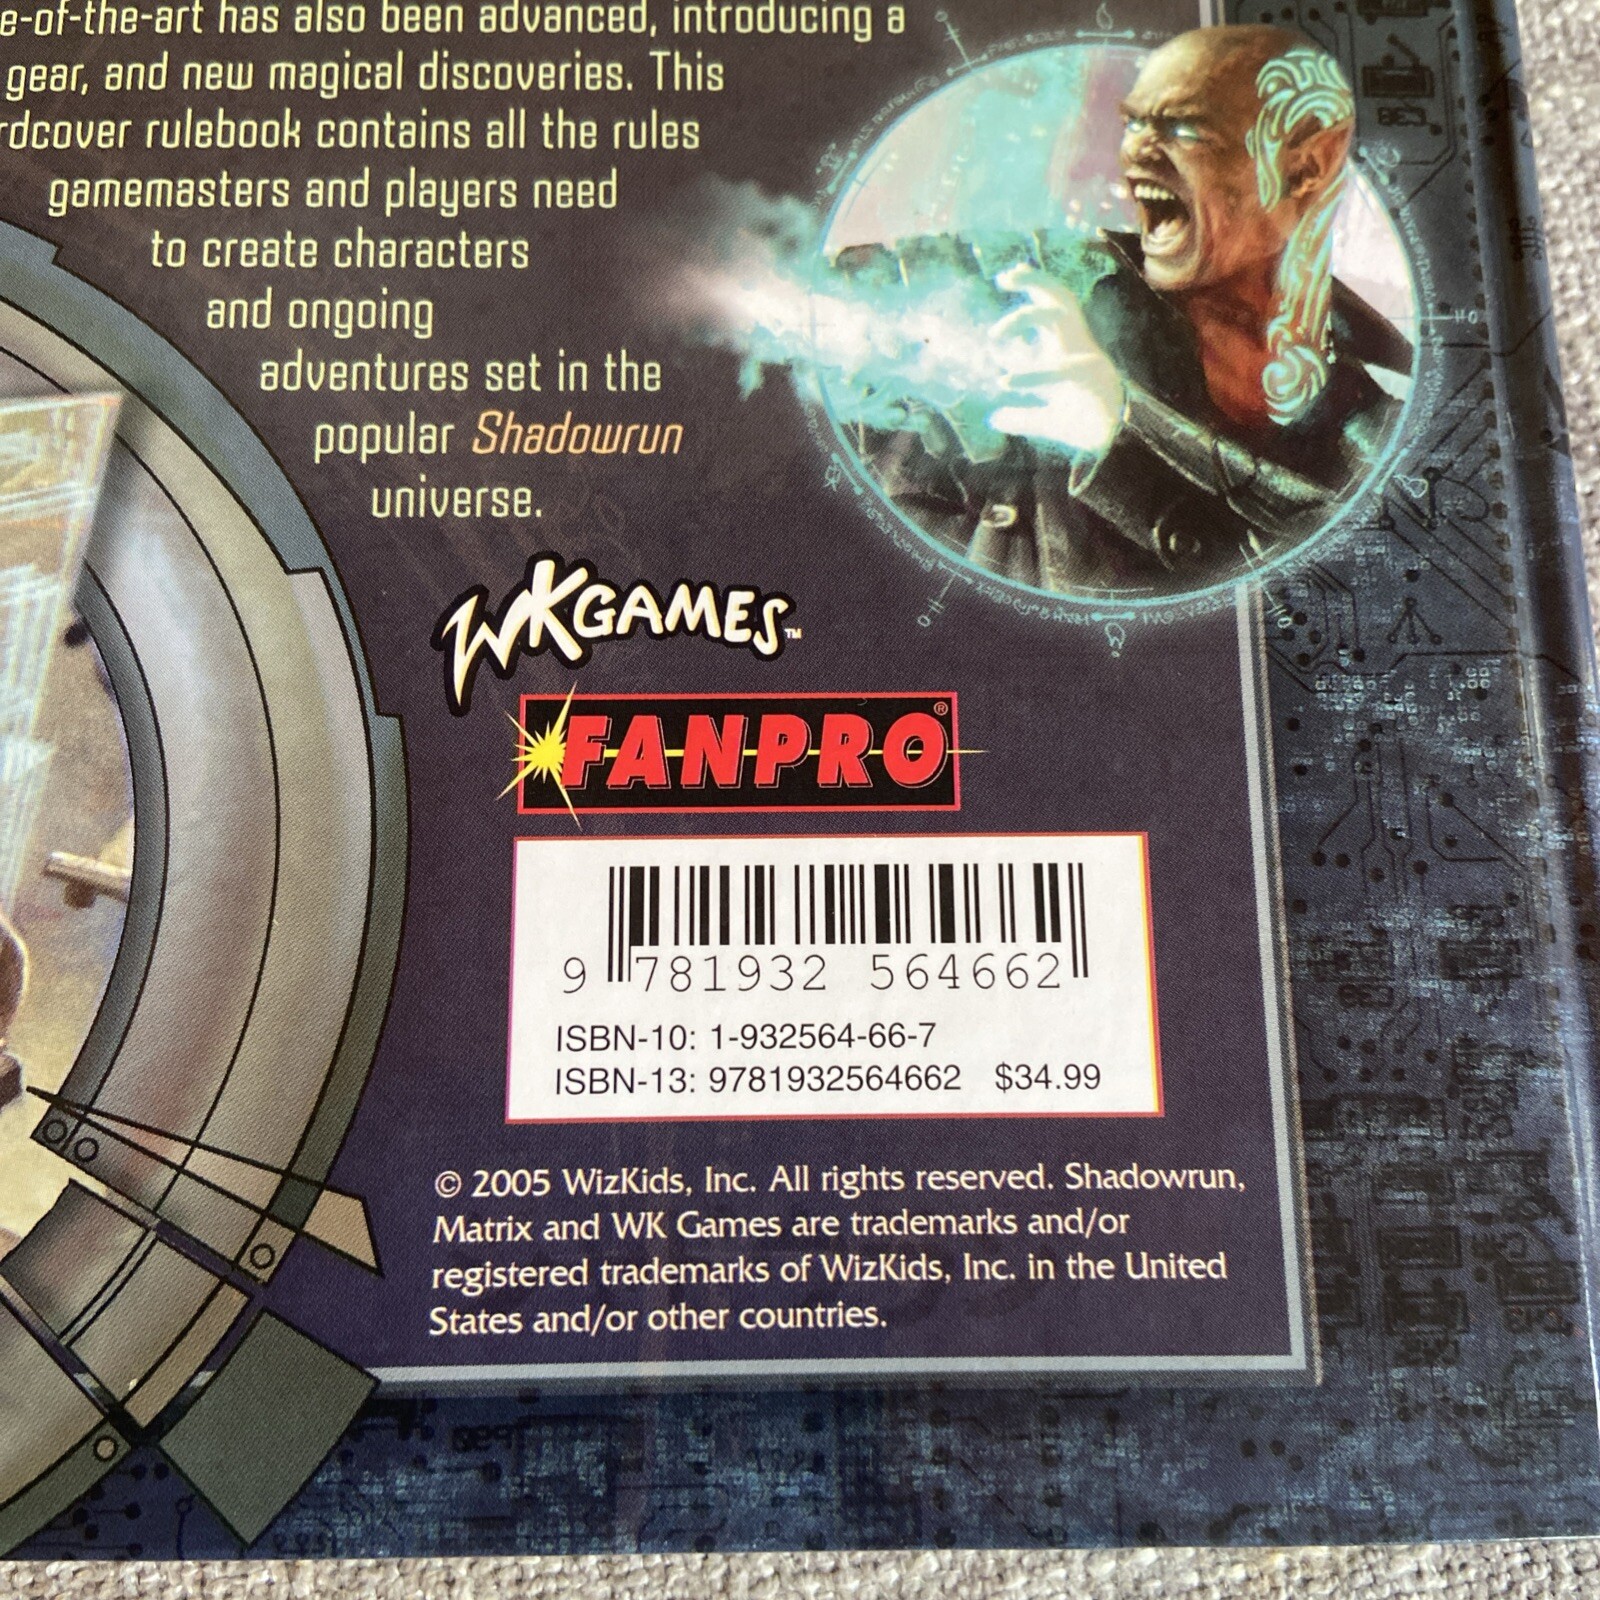 e-of-the-art has also been advanced, introducing a
gear, and new magical discoveries. This
rdcover rulebook contains all the rules
gamemasters and players need
to create characters
and ongoing
adventures set in the
popular Shadowrun
universe.
WKGAMES™
FANPRO®
9 781932 564662
ISBN-10: 1-932564-66-7
ISBN-13: 9781932564662 $34.99
© 2005 WizKids, Inc. All rights reserved. Shadowrun,
Matrix and WK Games are trademarks and/or
registered trademarks of WizKids, Inc. in the United
States and/or other countries.